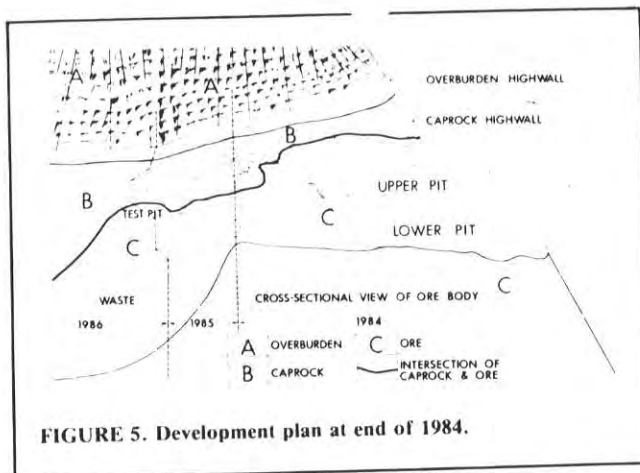 A
A
OVERBURDEN HIGHWALL
CAPROCK HIGHWALL
B
UPPER PIT
B
TEST PIT
C
LOWER PIT
C
C
WASTE
CROSS-SECTIONAL VIEW OF ORE BODY
1986 1985 1984
A OVERBURDEN C ORE
B CAPROCK INTERSECTION OF
CAPROCK & ORE
FIGURE 5. Development plan at end of 1984.